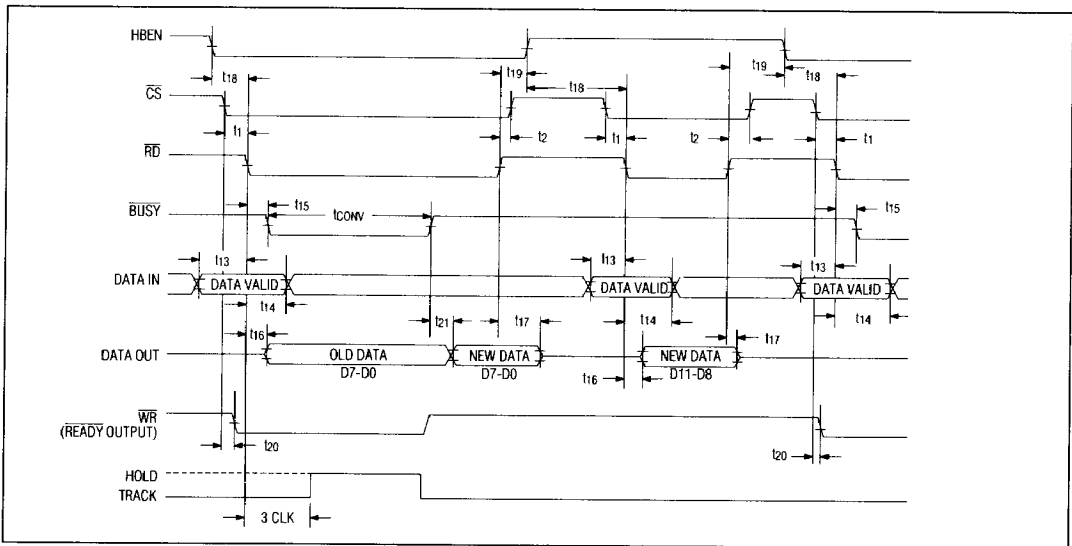 HBEN
t19
t19
t18
t18
t18
CS
t2
t1
t1
t2
t1
RD
t15
tCONV
t15
BUSY
t13
t13
t13
DATA IN
DATA VALID
DATA VALID
DATA VALID
t14
t21
t17
t14
t14
t16
t17
DATA OUT
OLD DATA
NEW DATA
NEW DATA
D7-D0
D7-D0
t16
D11-D8
WR
(READY OUTPUT)
t20
t20
HOLD
TRACK
3 CLK